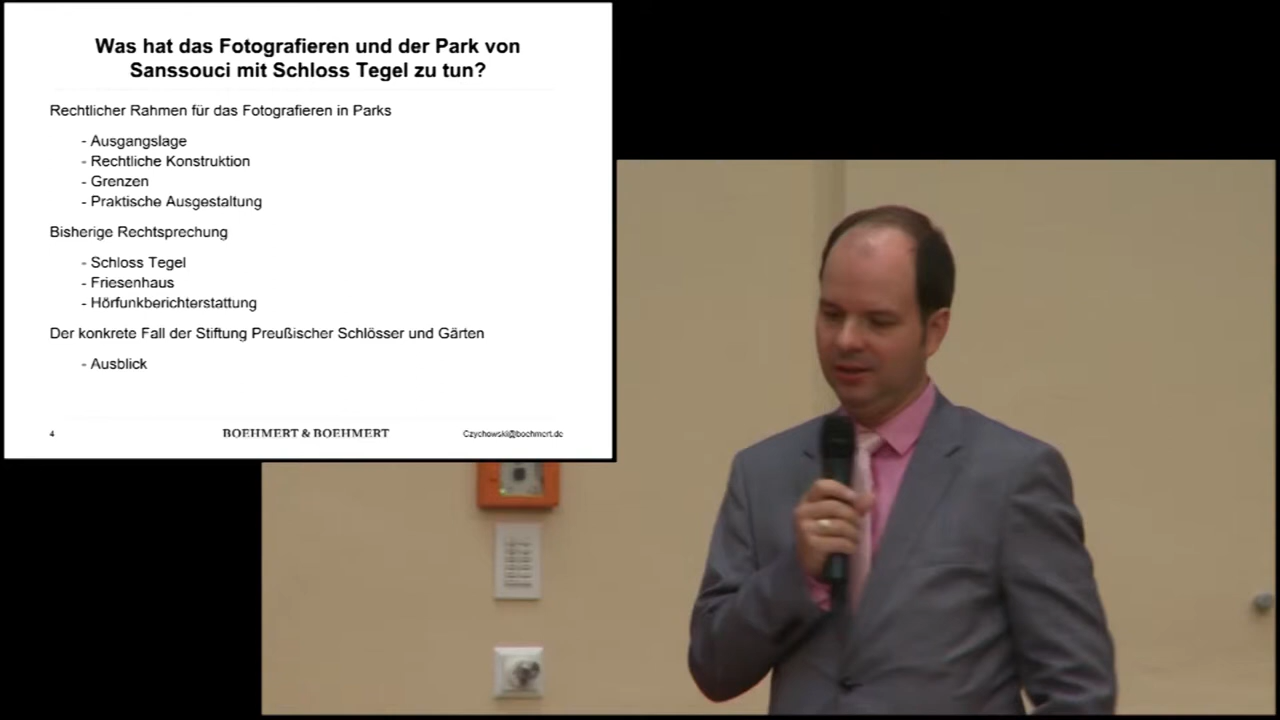 Was hat das Fotografieren und der Park von
Sanssouci mit Schloss Tegel zu tun?
Rechtlicher Rahmen für das Fotografieren in Parks
- Ausgangslage
- Rechtliche Konstruktion
- Grenzen
- Praktische Ausgestaltung
Bisherige Rechtsprechung
- Schloss Tegel
- Friesenhaus
- Hörfunkberichterstattung
Der konkrete Fall der Stiftung Preußischer Schlösser und Gärten
- Ausblick
4
BOEHMERT & BOEHMERT
Czychowski@boehmert.de